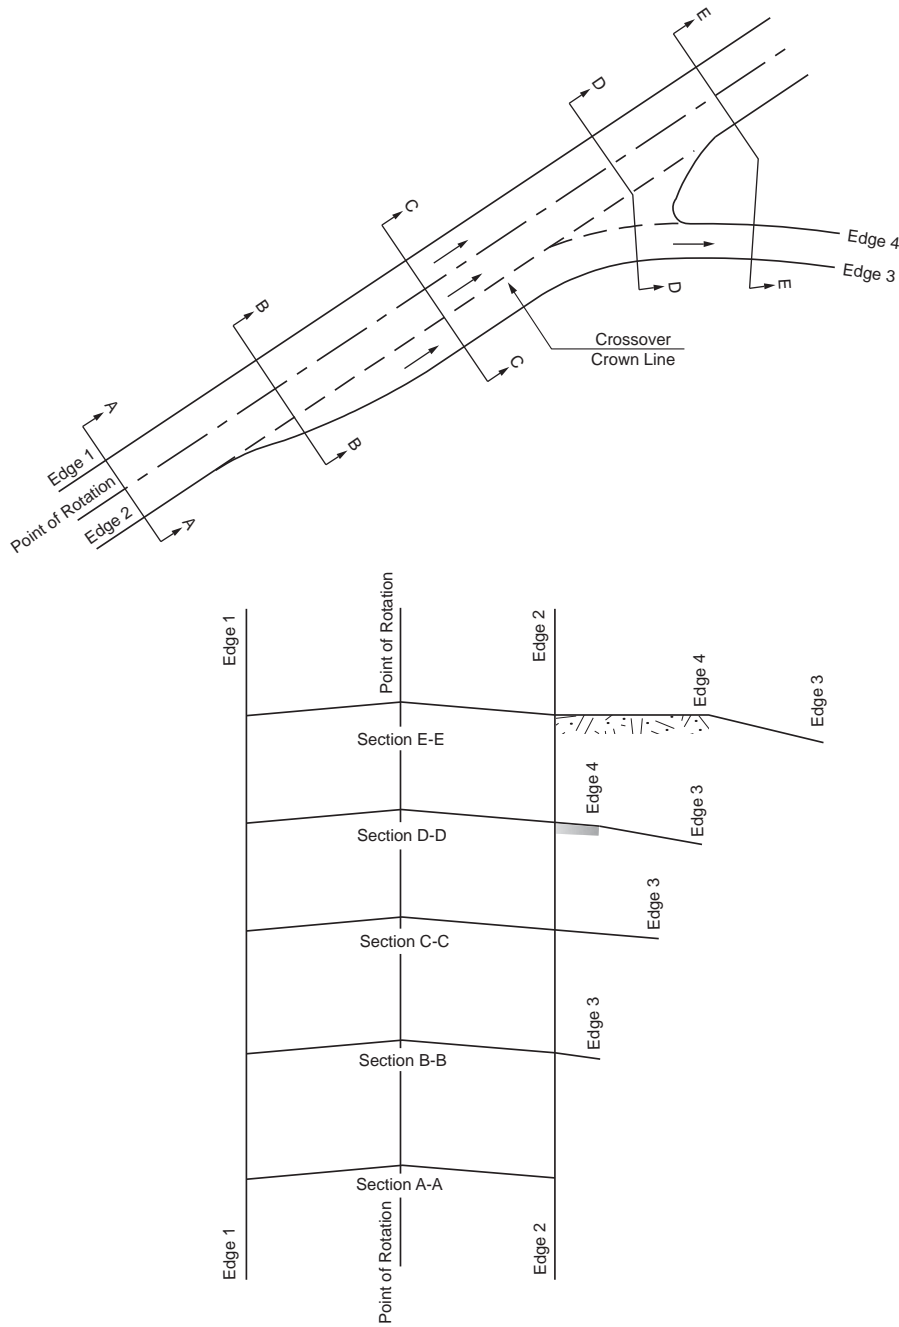 E
D
C
B
A
Edge 4
Edge 3
E
D
Crossover
Crown Line
C
B
A
Edge 1
Point of Rotation
Edge 2
Edge 1
Point of Rotation
Edge 2
Edge 4
Edge 3
Section E-E
Edge 4
Edge 3
Section D-D
Edge 3
Section C-C
Edge 3
Section B-B
Section A-A
Edge 1
Point of Rotation
Edge 2